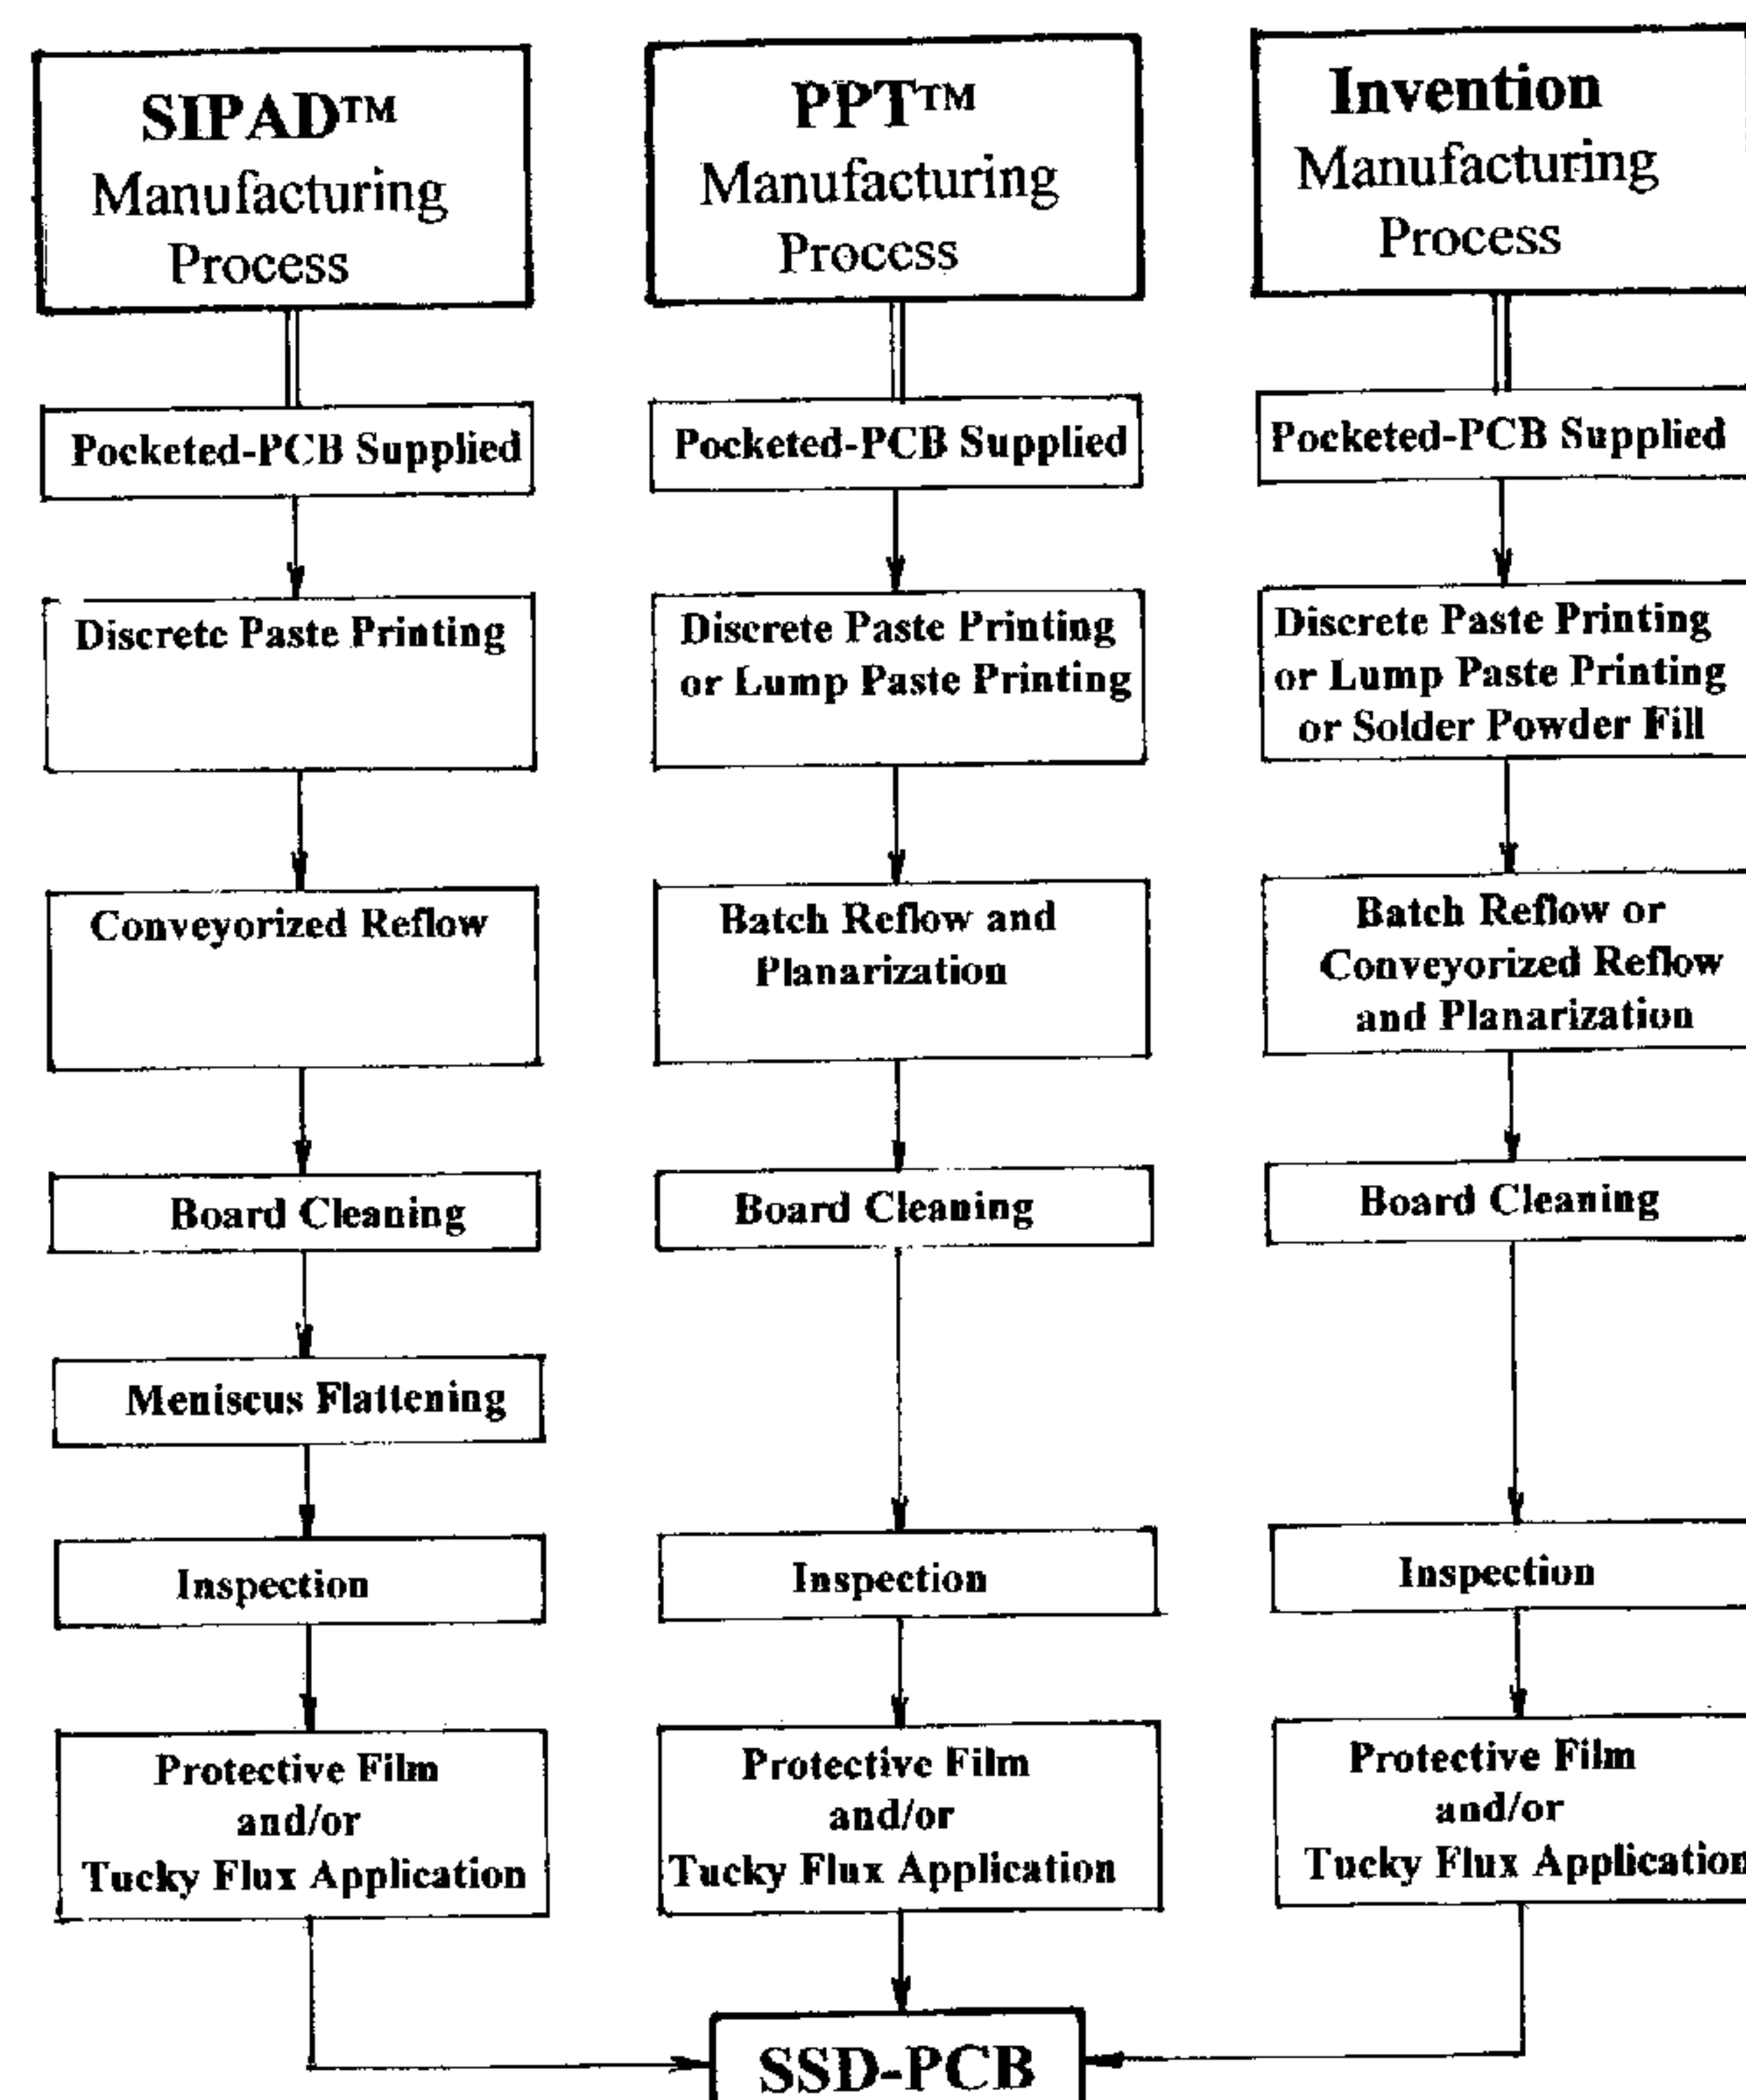 SIPAD™
Manufacturing
Process
Pocketed-PCB Supplied
Discrete Paste Printing
Conveyorized Reflow
Board Cleaning
Meniscus Flattening
Inspection
Protective Film
and/or
Tucky Flux Application
PPT™
Manufacturing
Process
Pocketed-PCB Supplied
Discrete Paste Printing
or Lump Paste Printing
Batch Reflow and
Planarization
Board Cleaning
Inspection
Protective Film
and/or
Tucky Flux Application
Invention
Manufacturing
Process
Pocketed-PCB Supplied
Discrete Paste Printing
or Lump Paste Printing
or Solder Powder Fill
Batch Reflow or
Conveyorized Reflow
and Planarization
Board Cleaning
Inspection
Protective Film
and/or
Tucky Flux Application
SSD-PCB